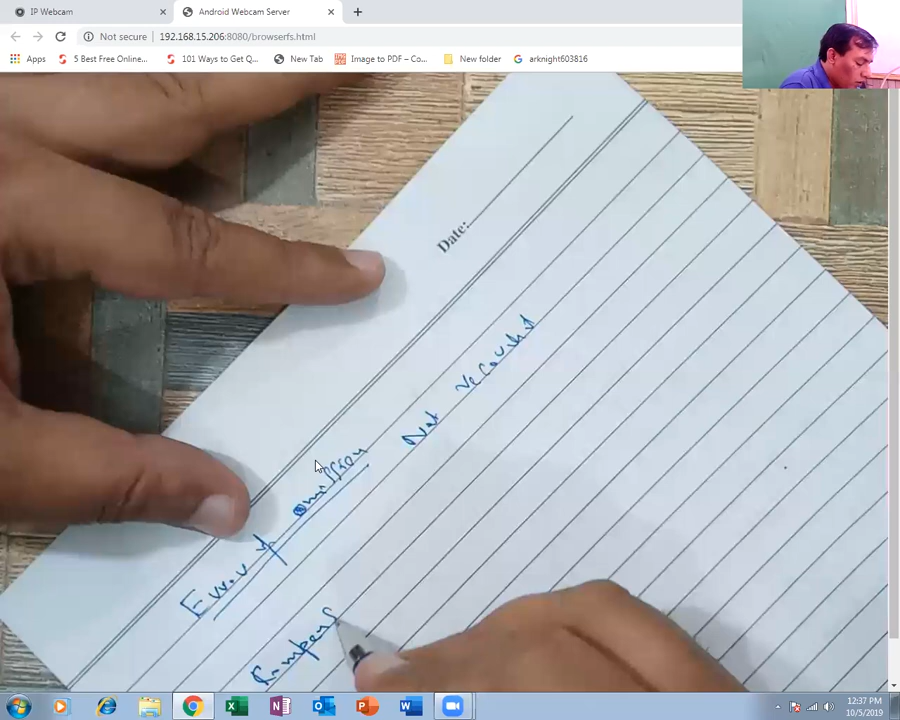 IP Webcam
Android Webcam Server
Not secure
192.168.15.206:8080/browserfs.html
Apps
5 Best Free Online...
101 Ways to Get Q...
New Tab
Image to PDF – Co...
New folder
arknight603816
Date:
Error of omission Not
Compens
12:37 PM
10/5/2019